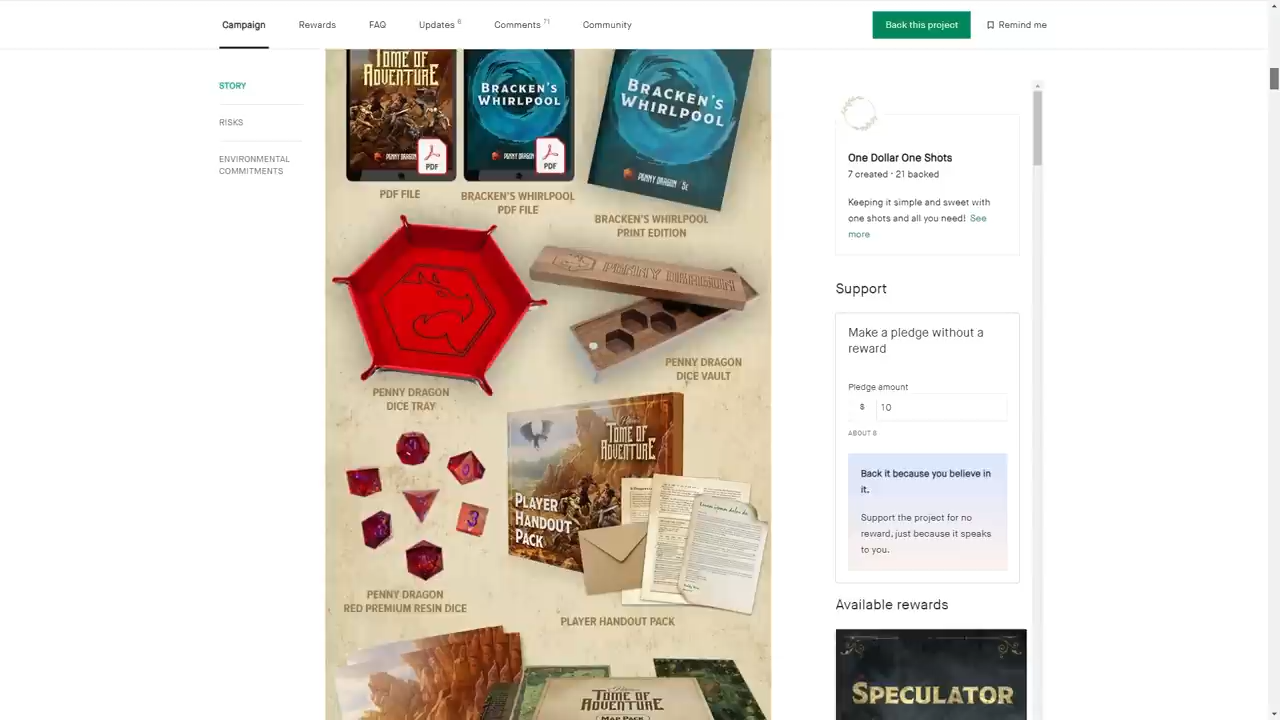 Campaign
Rewards
FAQ
Updates 6
Comments 71
Community
Back this project
Remind me
STORY
RISKS
ENVIRONMENTAL
COMMITMENTS
TOME OF
ADVENTURE
PENNY DRAGON
PDF
PDF FILE
BRACKEN'S
WHIRLPOOL
PENNY DRAGON
PDF
BRACKEN'S WHIRLPOOL
PDF FILE
BRACKEN'S
WHIRLPOOL
PENNY DRAGON 5E
BRACKEN'S WHIRLPOOL
PRINT EDITION
PENNY DRAGON
DICE TRAY
PENNY DRAGON
PENNY DRAGON
DICE VAULT
3
PENNY DRAGON
RED PREMIUM RESIN DICE
TOME OF
ADVENTURE
PLAYER
HANDOUT
PACK
PLAYER HANDOUT PACK
TOME OF
ADVENTURE
MAP PACK
One Dollar One Shots
7 created · 21 backed
Keeping it simple and sweet with
one shots and all you need! See
more
Support
Make a pledge without a
reward
Pledge amount
$ 10
ABOUT $
Back it because you believe in
it.
Support the project for no
reward, just because it speaks
to you.
Available rewards
SPECULATOR